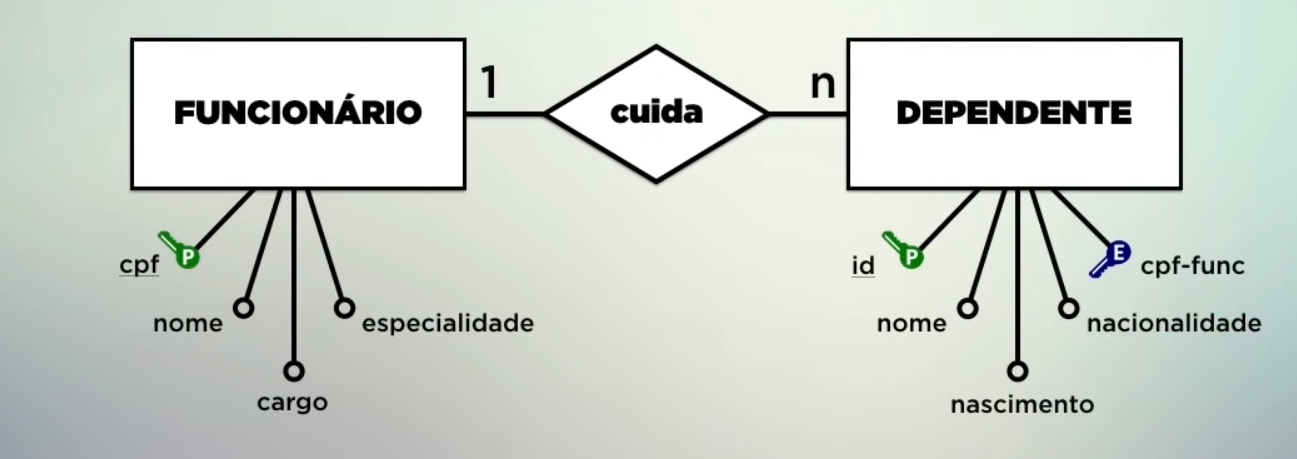 FUNCIONÁRIO
1
cuida
n
DEPENDENTE
P
cpf
nome
cargo
especialidade
P
id
nome
nascimento
nacionalidade
E
cpf-func